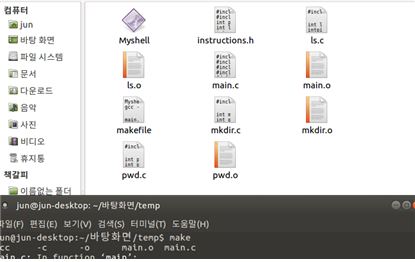 컴퓨터
jun
바탕 화면
파일 시스템
문서
다운로드
음악
사진
비디오
휴지통
책갈피
이름없는 폴더
Myshell
instructions.h
ls.c
ls.o
main.c
main.o
makefile
mkdir.c
mkdir.o
pwd.c
pwd.o
jun@jun-desktop: ~/바탕화면/temp
파일(F) 편집(E) 보기(V) 검색(S) 터미널(T) 도움말(H)
jun@jun-desktop:~/바탕화면/temp$ make
cc -c -o main.o main.c
main.c: In function ‘main’: